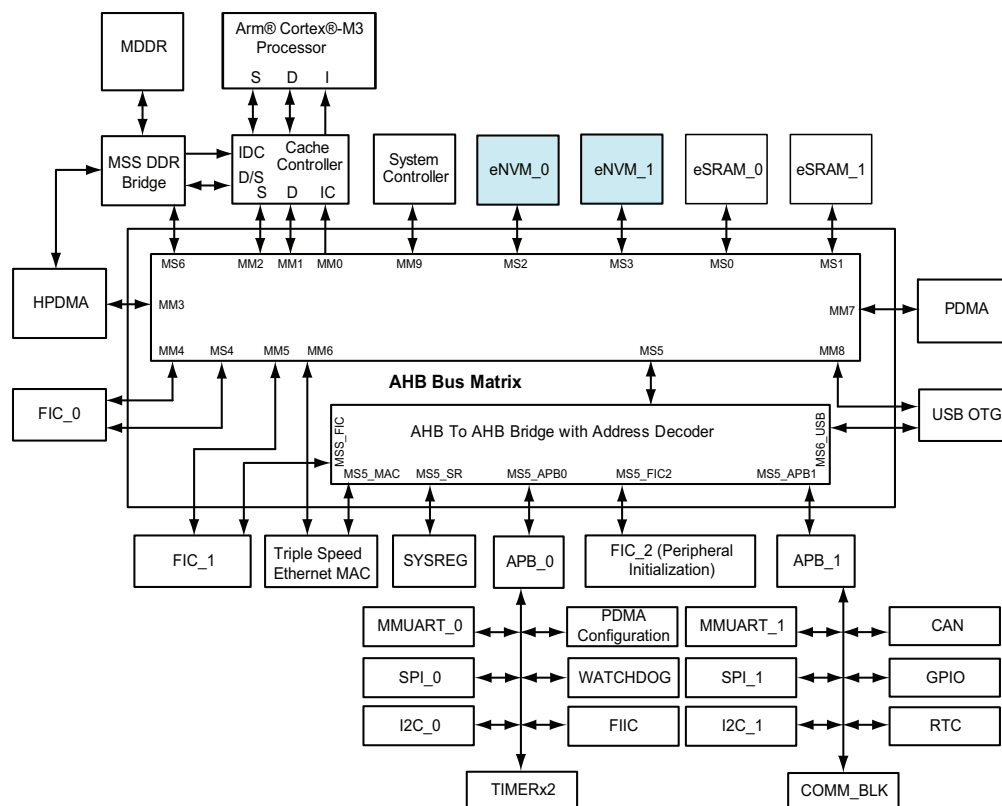 MDDR
Arm® Cortex®-M3
Processor
S D I
MSS DDR
Bridge
IDC
Cache
Controller
D/S
S D IC
System
Controller
eNVM_0
eNVM_1
eSRAM_0
eSRAM_1
MS6 MM2 MM1 MM0 MM9 MS2 MS3 MS0 MS1
HPDMA
MM3
MM7
PDMA
MM4 MS4 MM5 MM6 MS5 MM8
AHB Bus Matrix
FIC_0
USB OTG
MSS_FIC
AHB To AHB Bridge with Address Decoder
MS6_USB
MS5_MAC MS5_SR MS5_APB0 MS5_FIC2 MS5_APB1
FIC_1
Triple Speed
Ethernet MAC
SYSREG
APB_0
FIC_2 (Peripheral
Initialization)
APB_1
MMUART_0
PDMA
Configuration
MMUART_1
CAN
SPI_0
WATCHDOG
SPI_1
GPIO
I2C_0
FIIC
I2C_1
RTC
TIMERx2
COMM_BLK